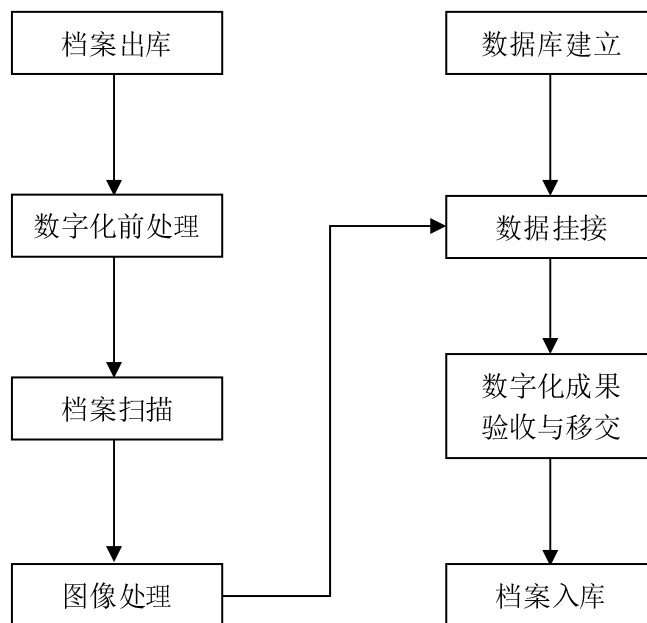 档案出库
数字化前处理
档案扫描
图像处理
数据库建立
数据挂接
数字化成果
验收与移交
档案入库